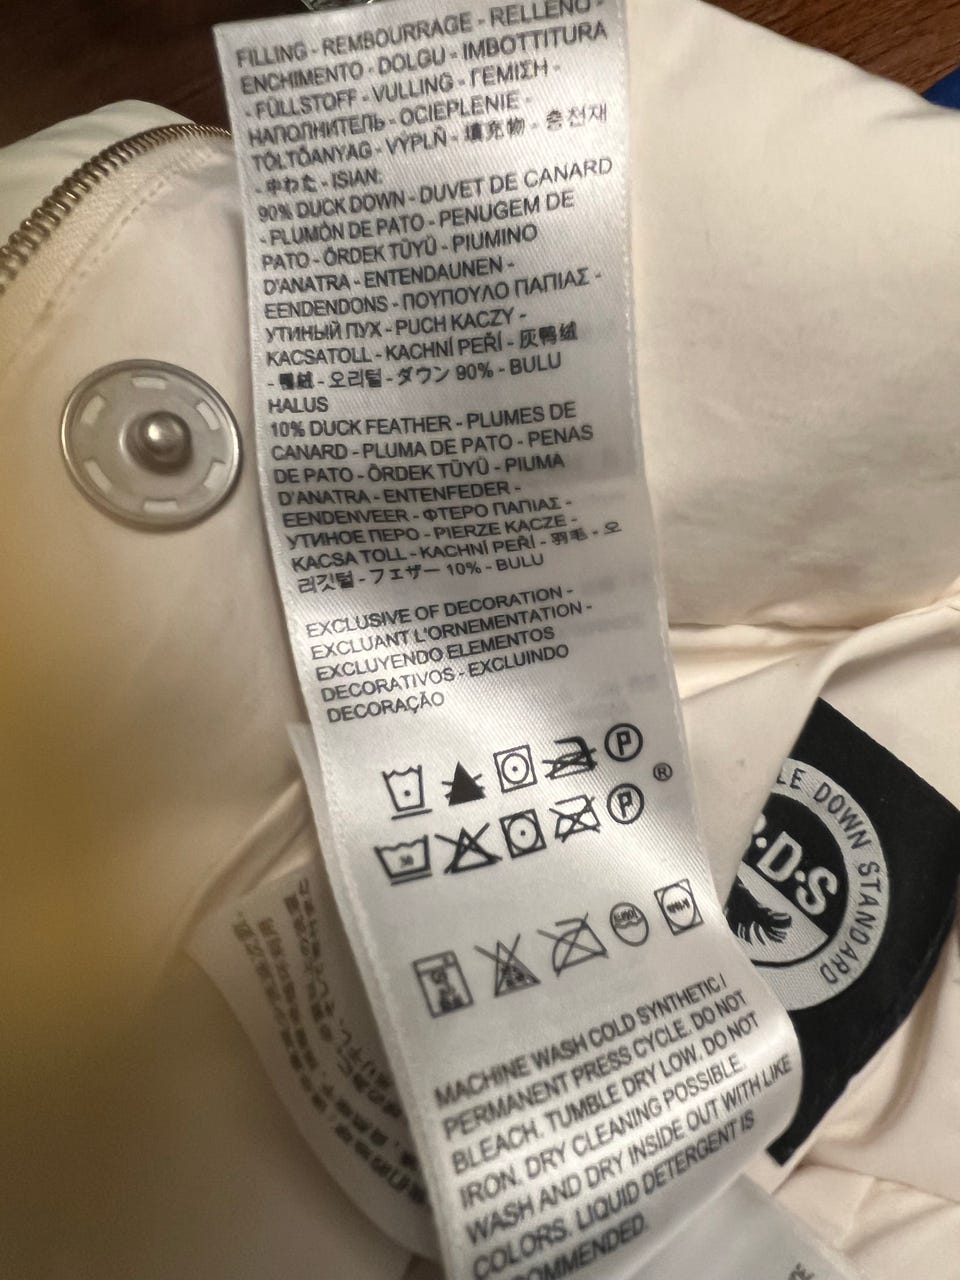 FILLING - REMBOURRAGE - RELLENO -
ENCHIMENTO - DOLGU - IMBOTTITURA
- FÜLLSTOFF - VULLING - ΓΕΜΙΣΗ -
НАПОЛНИТЕЛЬ - OCIEPLENIE -
TÖLTŐANYAG - VÝPLŇ - 填充物 - 충전재
- 中わた - ISIAN:
90% DUCK DOWN - DUVET DE CANARD
- PLUMÓN DE PATO - PENUGEM DE
PATO - ÖRDEK TÜYÜ - PIUMINO
D'ANATRA - ENTENDAUNEN -
EENDENDONS - ΠΟΥΠΟΥΛΟ ΠΑΠΙΑΣ -
УТИНЫЙ ПУХ - PUCH KACZY -
KACSATOLL - KACHNÍ PEŘÍ - 灰鸭绒
- 鴨絨 - 오리털 - ダウン 90% - BULU
HALUS
10% DUCK FEATHER - PLUMES DE
CANARD - PLUMA DE PATO - PENAS
DE PATO - ÖRDEK TÜYÜ - PIUMA
D'ANATRA - ENTENFEDER -
EENDENVEER - ΦΤΕΡΟ ΠΑΠΙΑΣ -
УТИНОЕ ПЕРО - PIERZE KACZE -
KACSA TOLL - KACHNÍ PEŘÍ - 羽毛 - 오
리깃털 - フェザー 10% - BULU
EXCLUSIVE OF DECORATION -
EXCLUANT L'ORNEMENTATION -
EXCLUYENDO ELEMENTOS
DECORATIVOS - EXCLUINDO
DECORAÇÃO
P
®
30
P
MACHINE WASH COLD SYNTHETIC /
PERMANENT PRESS CYCLE. DO NOT
BLEACH. TUMBLE DRY LOW. DO NOT
IRON. DRY CLEANING POSSIBLE.
WASH AND DRY INSIDE OUT WITH LIKE
COLORS. LIQUID DETERGENT IS
DOWN STANDARD
D·S